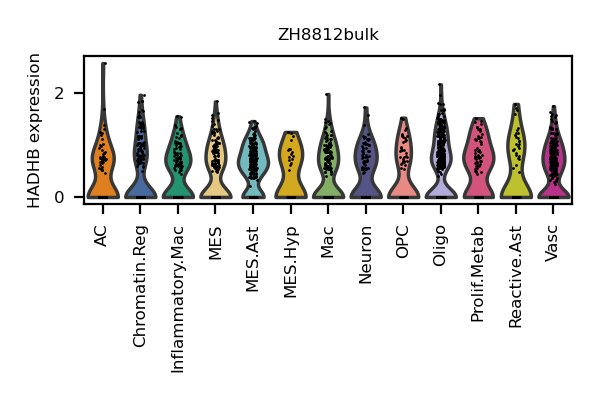 ZH8812bulk
HADHB expression
2
0
AC
Chromatin.Reg
Inflammatory.Mac
MES
MES.Ast
MES.Hyp
Mac
Neuron
OPC
Oligo
Prolif.Metab
Reactive.Ast
Vasc